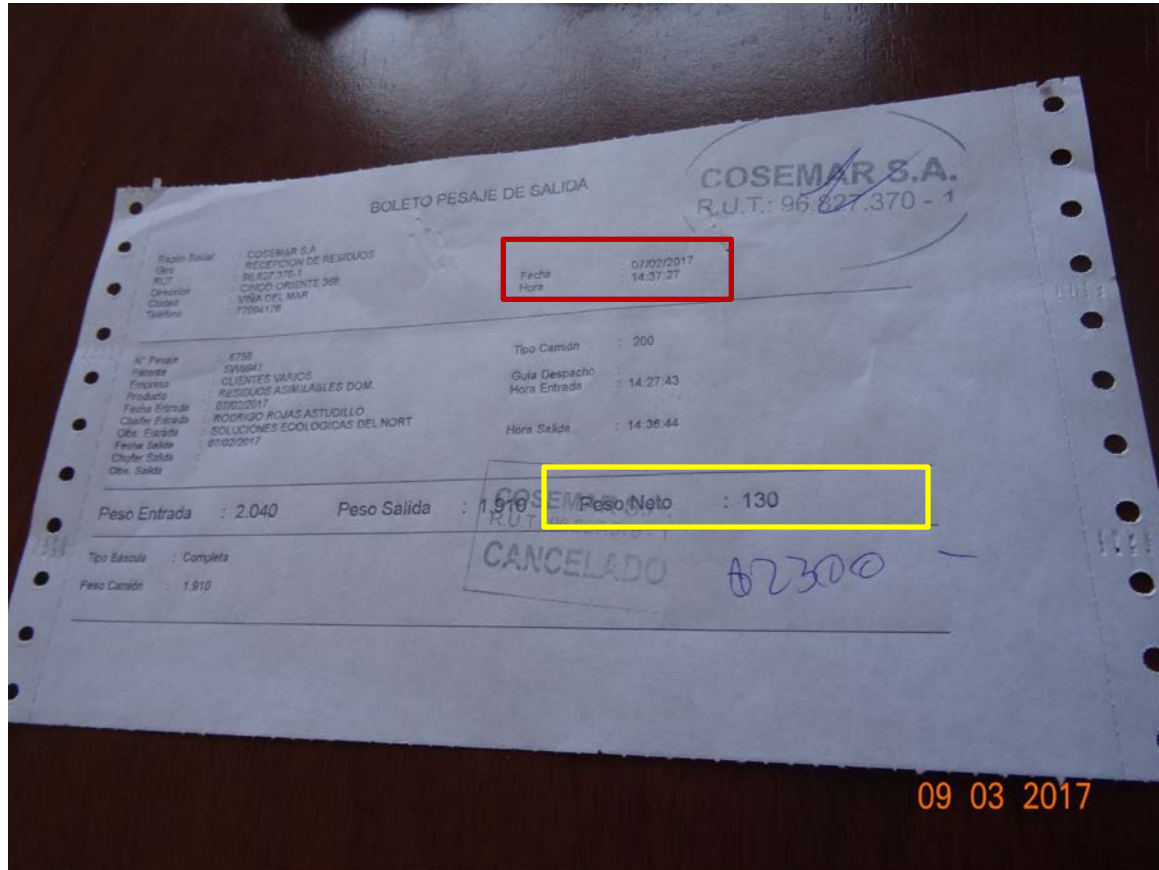 BOLETO PESAJE DE SALIDA
COSEMAR S.A.
R.U.T.: 96.827.370 - 1
Razón Social : COSEMAR S.A
Giro : RECEPCION DE RESIDUOS
RUT : 96.827.370-1
Dirección : CINCO ORIENTE 368
Ciudad : VIÑA DEL MAR
Teléfono : 77094176
Fecha : 07/02/2017
Hora : 14:37:27
N° Pesaje : 6758
Patente
Empresa : CLIENTES VARIOS
Producto : RESIDUOS ASIMILABLES DOM.
Fecha Entrada : 07/02/2017
Chofer Entrada : RODRIGO ROJAS ASTUDILLO
Obs. Entrada : SOLUCIONES ECOLOGICAS DEL NORT
Fecha Salida : 07/02/2017
Chofer Salida :
Obs. Salida
Tipo Camión : 200
Guía Despacho :
Hora Entrada : 14:27:43
Hora Salida : 14:36:44
Peso Entrada : 2.040 Peso Salida : 1.910 Peso Neto : 130
COSEMAR S.A.
R.U.T.
CANCELADO
Tipo Báscula : Completa
Peso Camión : 1.910
2300 -
09 03 2017